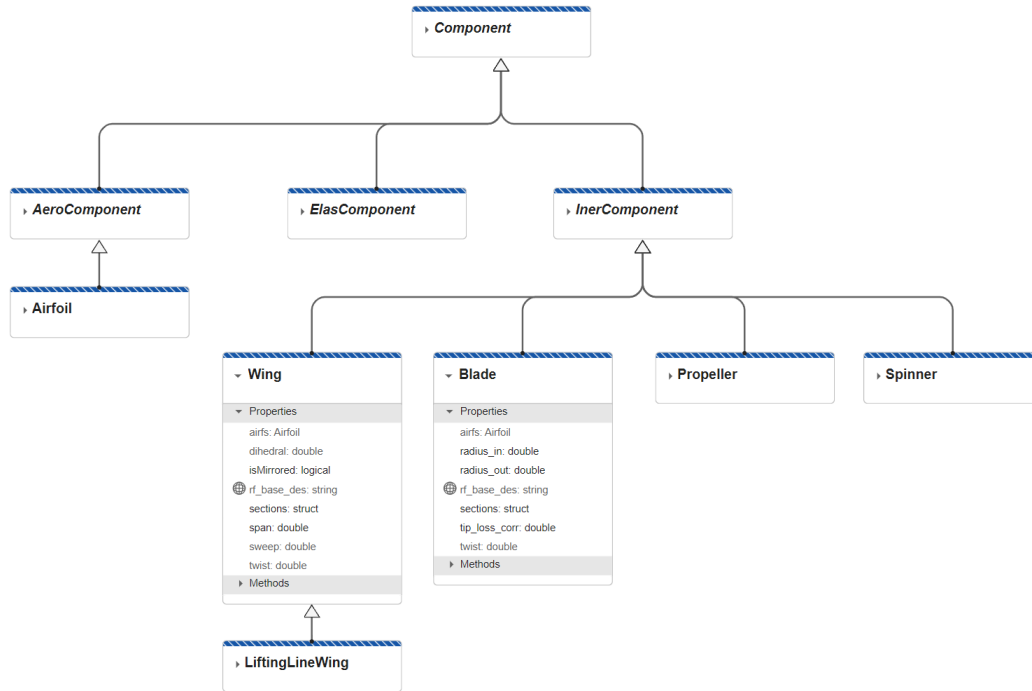 Component
AeroComponent
ElasComponent
InerComponent
Airfoil
Wing
Properties
airfs: Airfoil
dihedral: double
isMirrored: logical
rf_base_des: string
sections: struct
span: double
sweep: double
twist: double
Methods
Blade
Properties
airfs: Airfoil
radius_in: double
radius_out: double
rf_base_des: string
sections: struct
tip_loss_corr: double
twist: double
Methods
Propeller
Spinner
LiftingLineWing